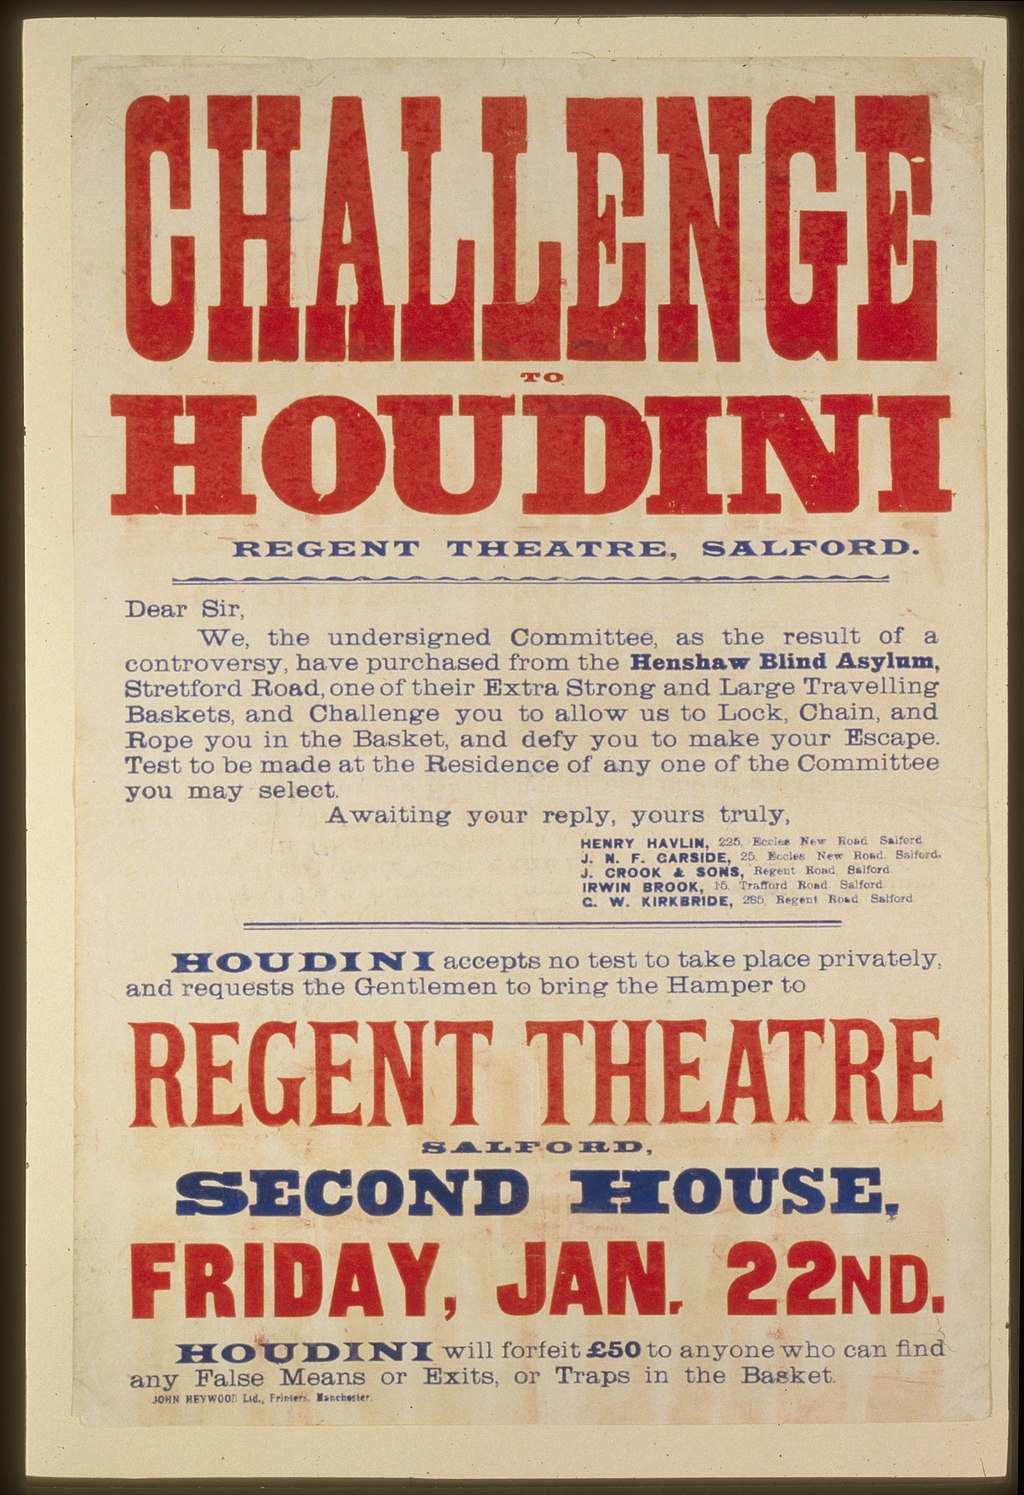 CHALLENGE
TO
HOUDINI
REGENT THEATRE, SALFORD.
Dear Sir,
We, the undersigned Committee, as the result of a
controversy, have purchased from the Henshaw Blind Asylum,
Stretford Road, one of their Extra Strong and Large Travelling
Baskets, and Challenge you to allow us to Lock, Chain, and
Rope you in the Basket, and defy you to make your Escape.
Test to be made at the Residence of any one of the Committee
you may select.
Awaiting your reply, yours truly,
HENRY HAVLIN, 225, Eccles New Road, Salford.
J. N. F. GARSIDE, 25, Eccles New Road, Salford.
J. CROOK & SONS, Regent Road, Salford.
IRWIN BROOK, 15, Trafford Road, Salford.
C. W. KIRKBRIDE, 285, Regent Road, Salford.
HOUDINI accepts no test to take place privately,
and requests the Gentlemen to bring the Hamper to
REGENT THEATRE
SALFORD,
SECOND HOUSE,
FRIDAY, JAN. 22ND.
HOUDINI will forfeit £50 to anyone who can find
any False Means or Exits, or Traps in the Basket.
JOHN HEYWOOD Ltd., Printers, Manchester.